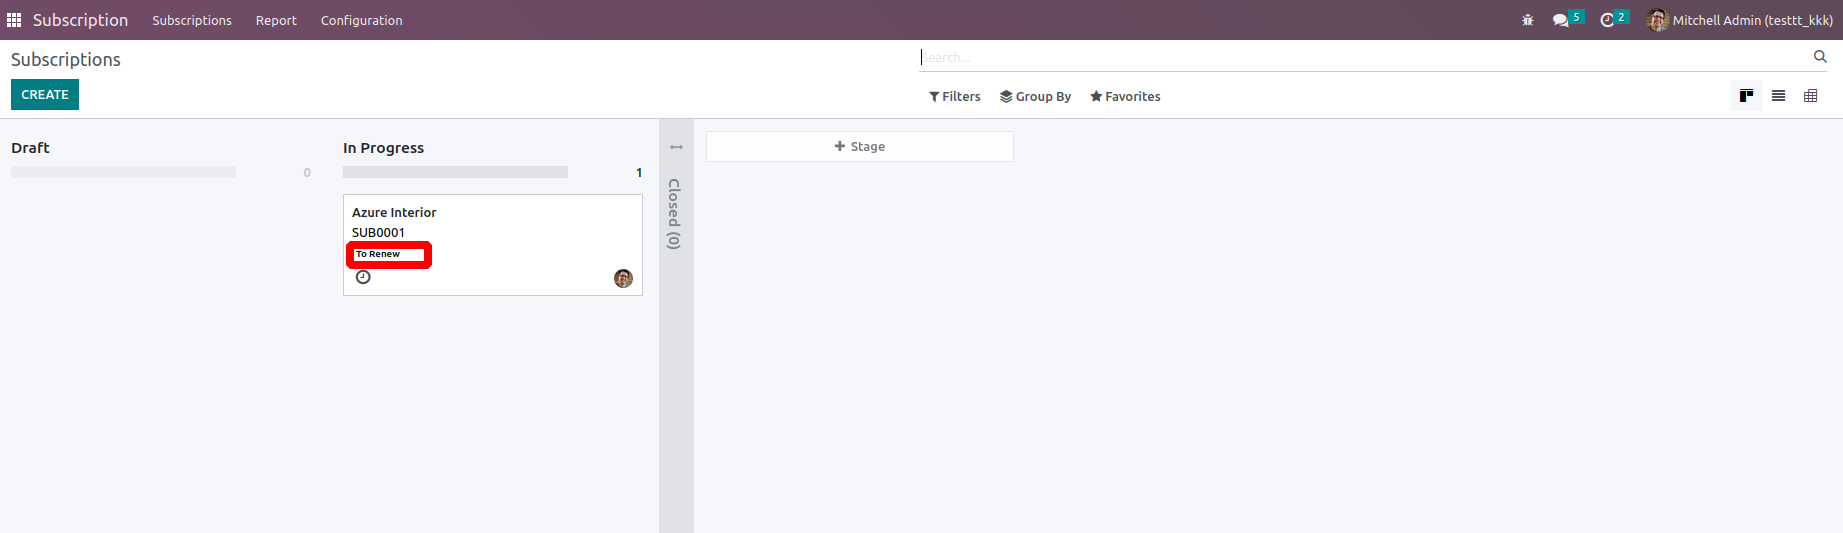 Subscription Subscriptions Report Configuration 5 2 Mitchell Admin (testtt_kkk)
Subscriptions
Search...
CREATE
Filters Group By Favorites
Draft
0
In Progress
1
Azure Interior
SUB0001
To Renew
Closed (0)
+ Stage